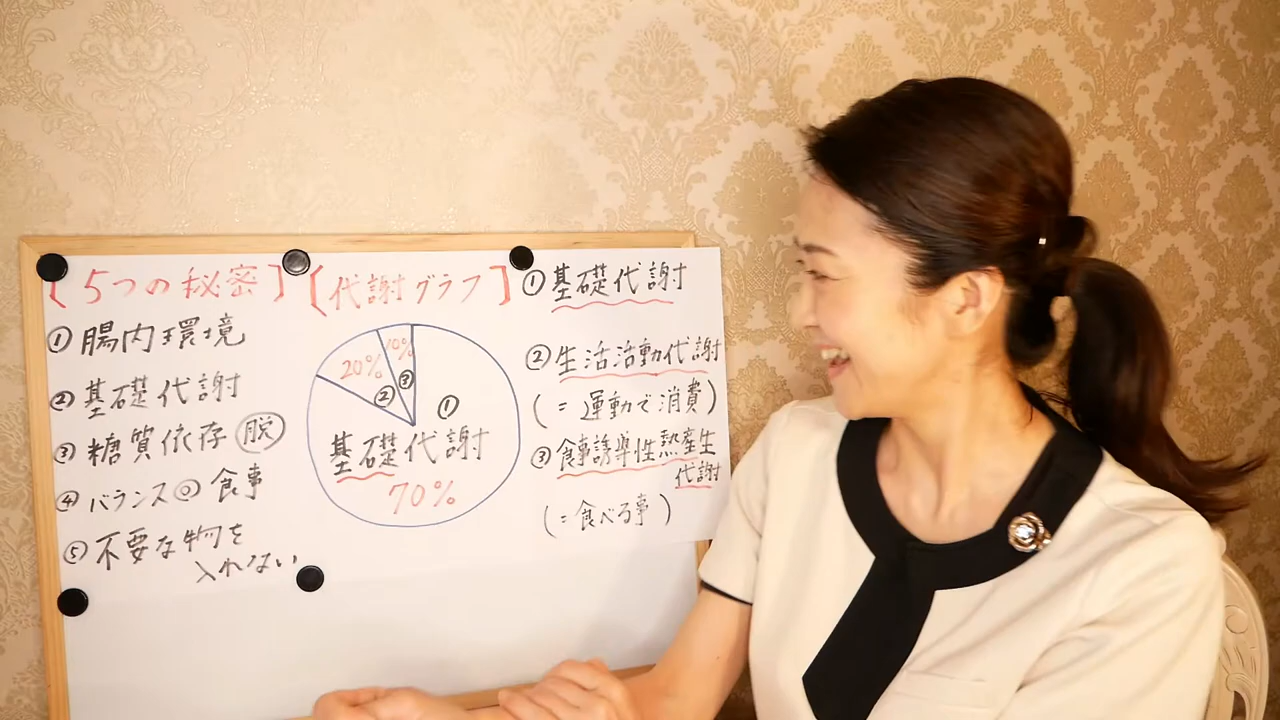 【5つの秘密】
①腸内環境
②基礎代謝
③糖質依存 脱
④バランス◎食事
⑤不要な物を
入れない
【代謝グラフ】
10%
20%
③
②
①
基礎代謝
70%
①基礎代謝
②生活活動代謝
(=運動で消費)
③食事誘導性熱産生
代謝
(=食べる事)